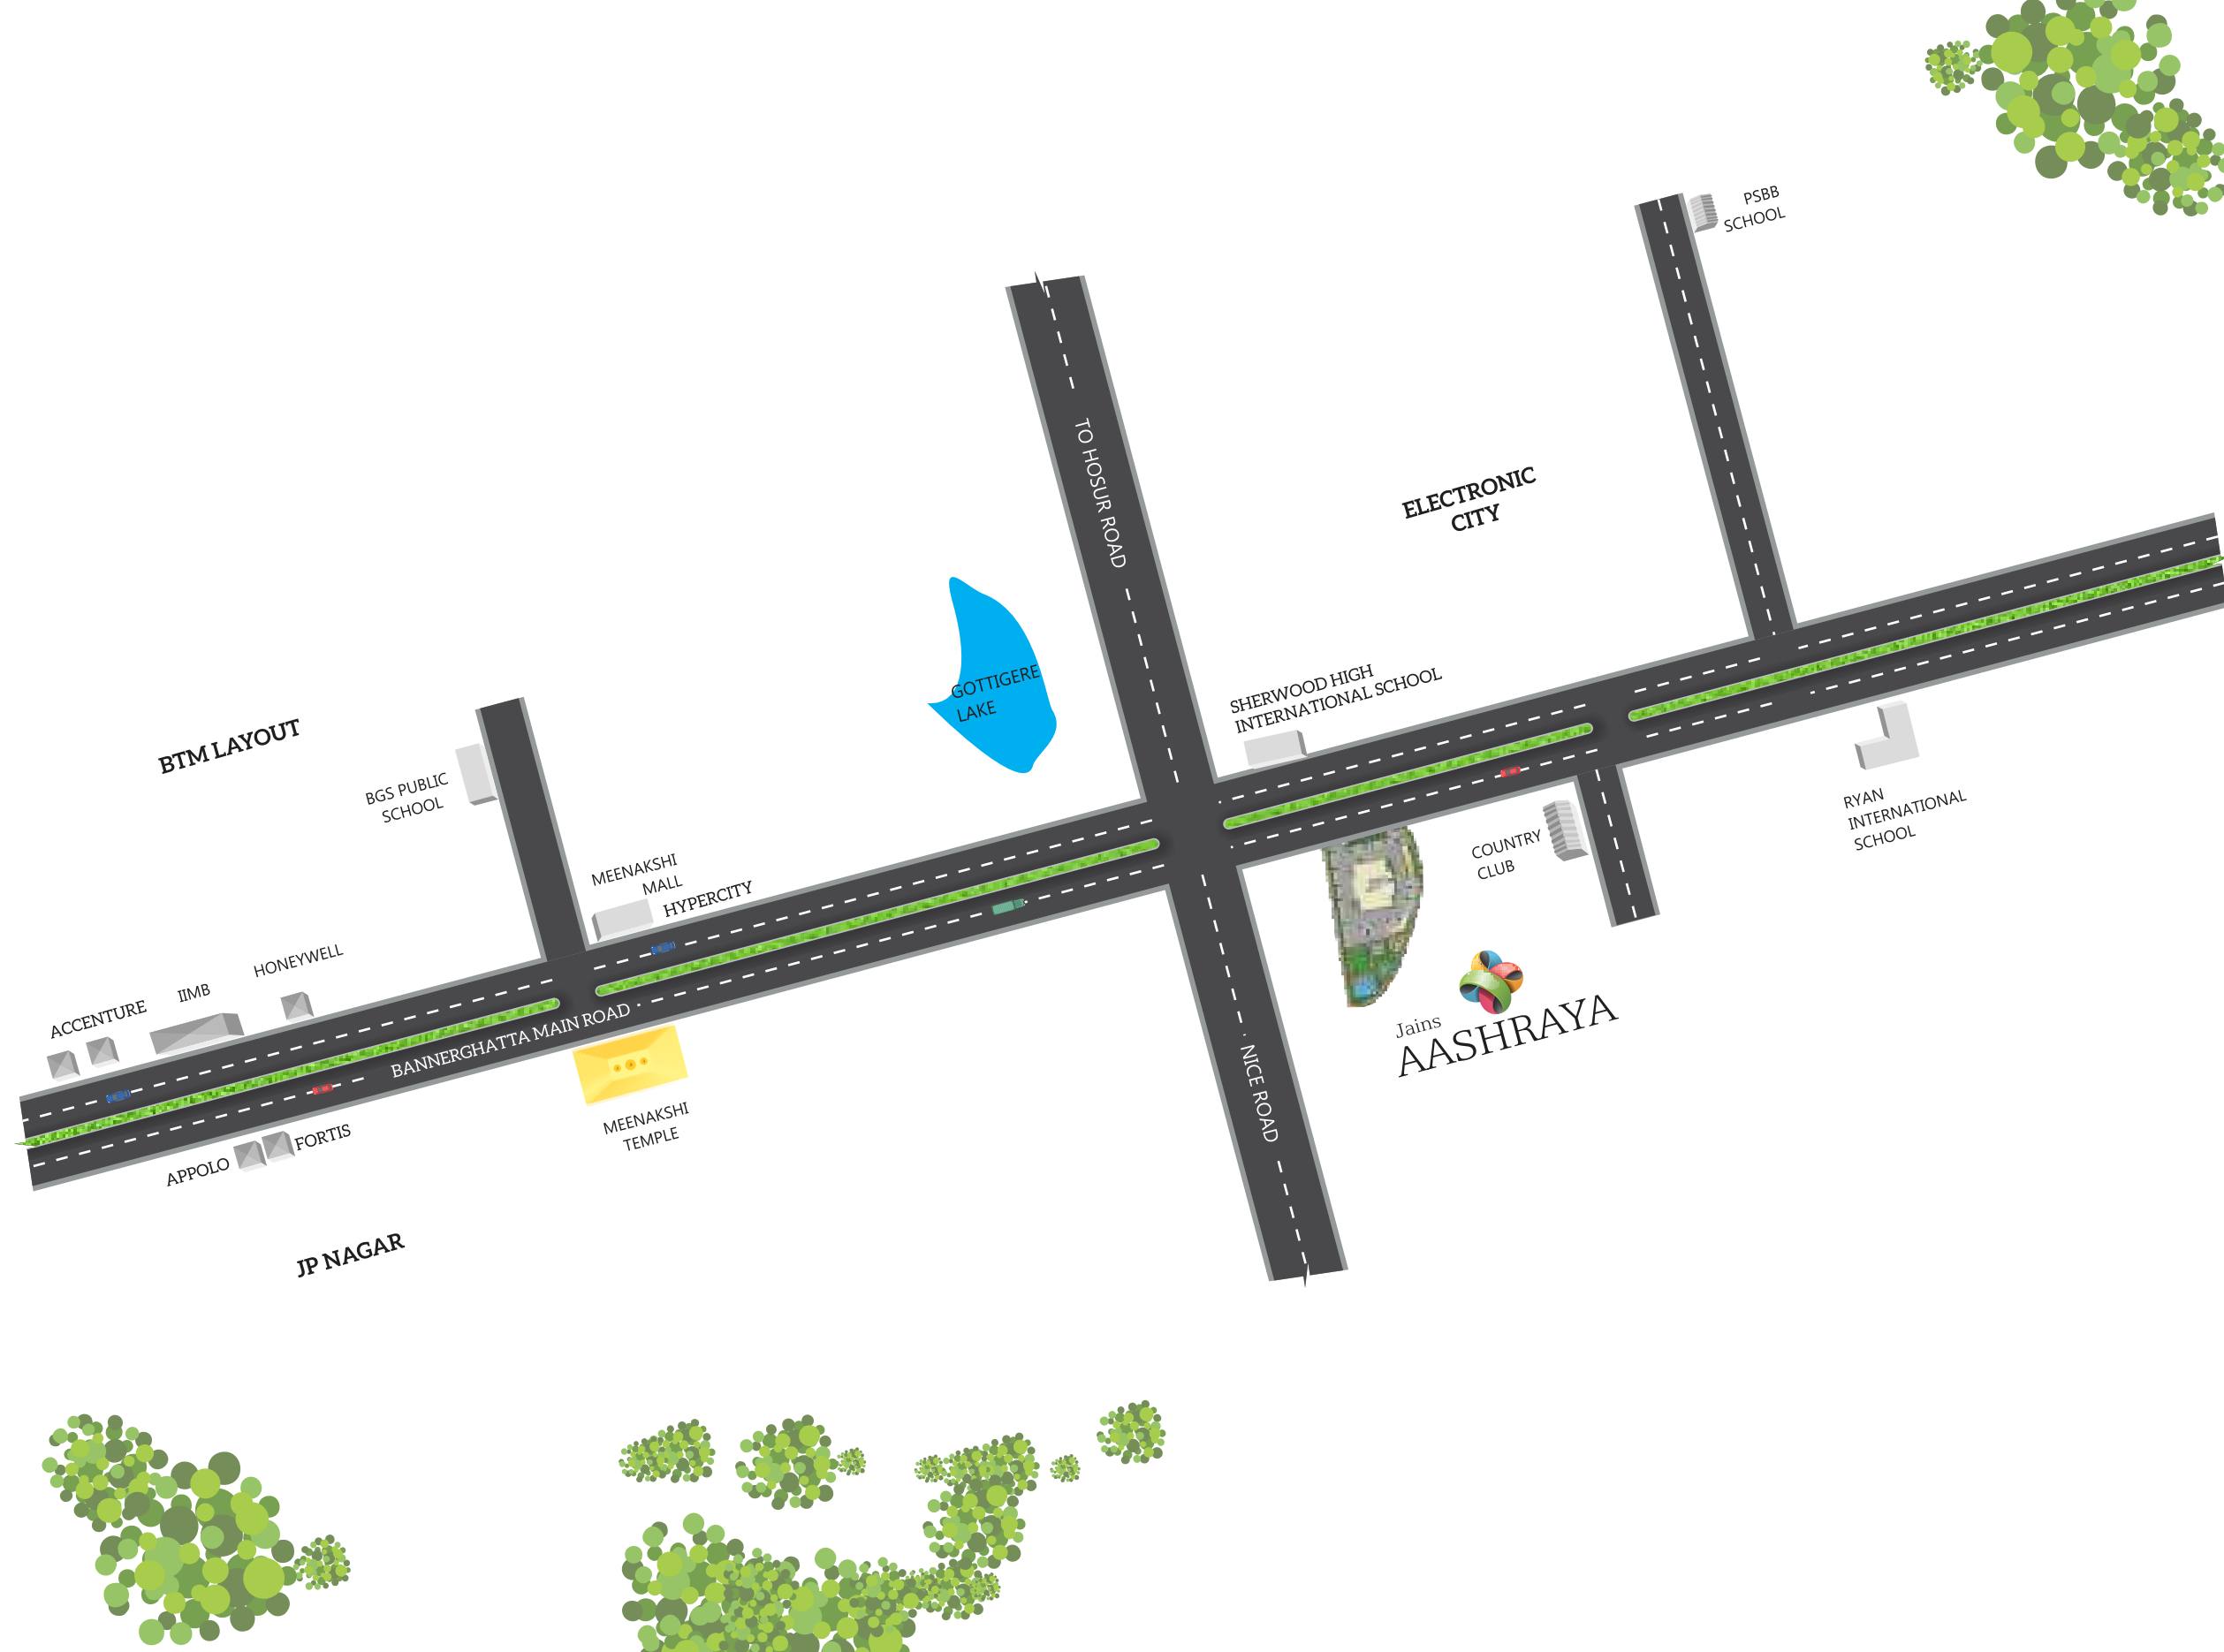 PSBB
SCHOOL
TO HOSUR ROAD
ELECTRONIC
CITY
GOTTIGERE
LAKE
SHERWOOD HIGH
INTERNATIONAL SCHOOL
BTM LAYOUT
BGS PUBLIC
SCHOOL
RYAN
INTERNATIONAL
SCHOOL
COUNTRY
CLUB
MEENAKSHI
MALL
HYPERCITY
HONEYWELL
IIMB
ACCENTURE
BANNERGHATTA MAIN ROAD
Jains
AASHRAYA
NICE ROAD
MEENAKSHI
TEMPLE
FORTIS
APPOLO
JP NAGAR